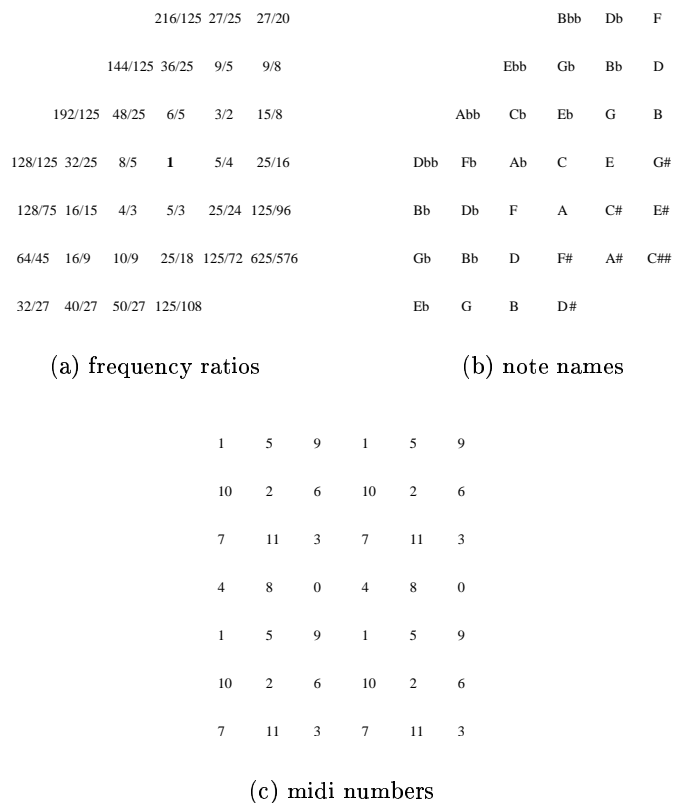 216/125 27/25 27/20 Bbb Db F
144/125 36/25 9/5 9/8 Ebb Gb Bb D
192/125 48/25 6/5 3/2 15/8 Abb Cb Eb G B
128/125 32/25 8/5 1 5/4 25/16 Dbb Fb Ab C E G#
128/75 16/15 4/3 5/3 25/24 125/96 Bb Db F A C# E#
64/45 16/9 10/9 25/18 125/72 625/576 Gb Bb D F# A# C##
32/27 40/27 50/27 125/108 Eb G B D#
(a) frequency ratios (b) note names
1 5 9 1 5 9
10 2 6 10 2 6
7 11 3 7 11 3
4 8 0 4 8 0
1 5 9 1 5 9
10 2 6 10 2 6
7 11 3 7 11 3
(c) midi numbers